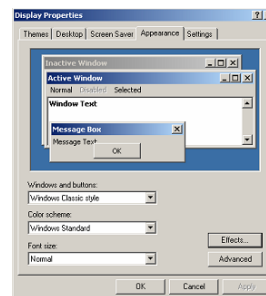 Display Properties
Themes Desktop Screen Saver Appearance Settings
Inactive Window
Active Window
Normal Disabled Selected
Window Text
Message Box
Message Text
OK
Windows and buttons:
Windows Classic style
Color scheme:
Windows Standard
Font size:
Normal
Effects...
Advanced
OK Cancel Apply